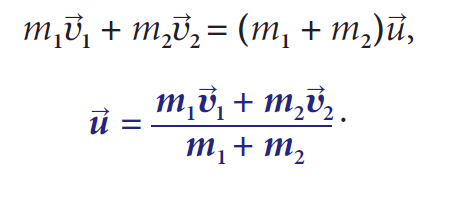 m₁v⃗₁ + m₂v⃗₂ = (m₁ + m₂)u⃗,
u⃗ = (m₁v⃗₁ + m₂v⃗₂)/(m₁ + m₂).